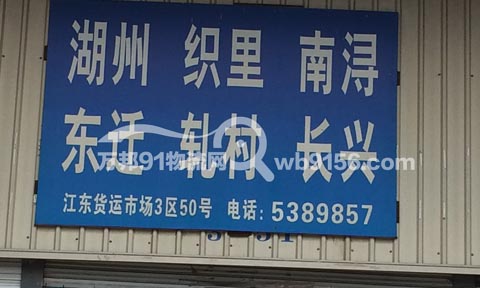 湖州 织里 南浔
东迁 轧村 长兴
万邦91物流网 wb9156.com
江东货运市场3区50号 电话:5389857